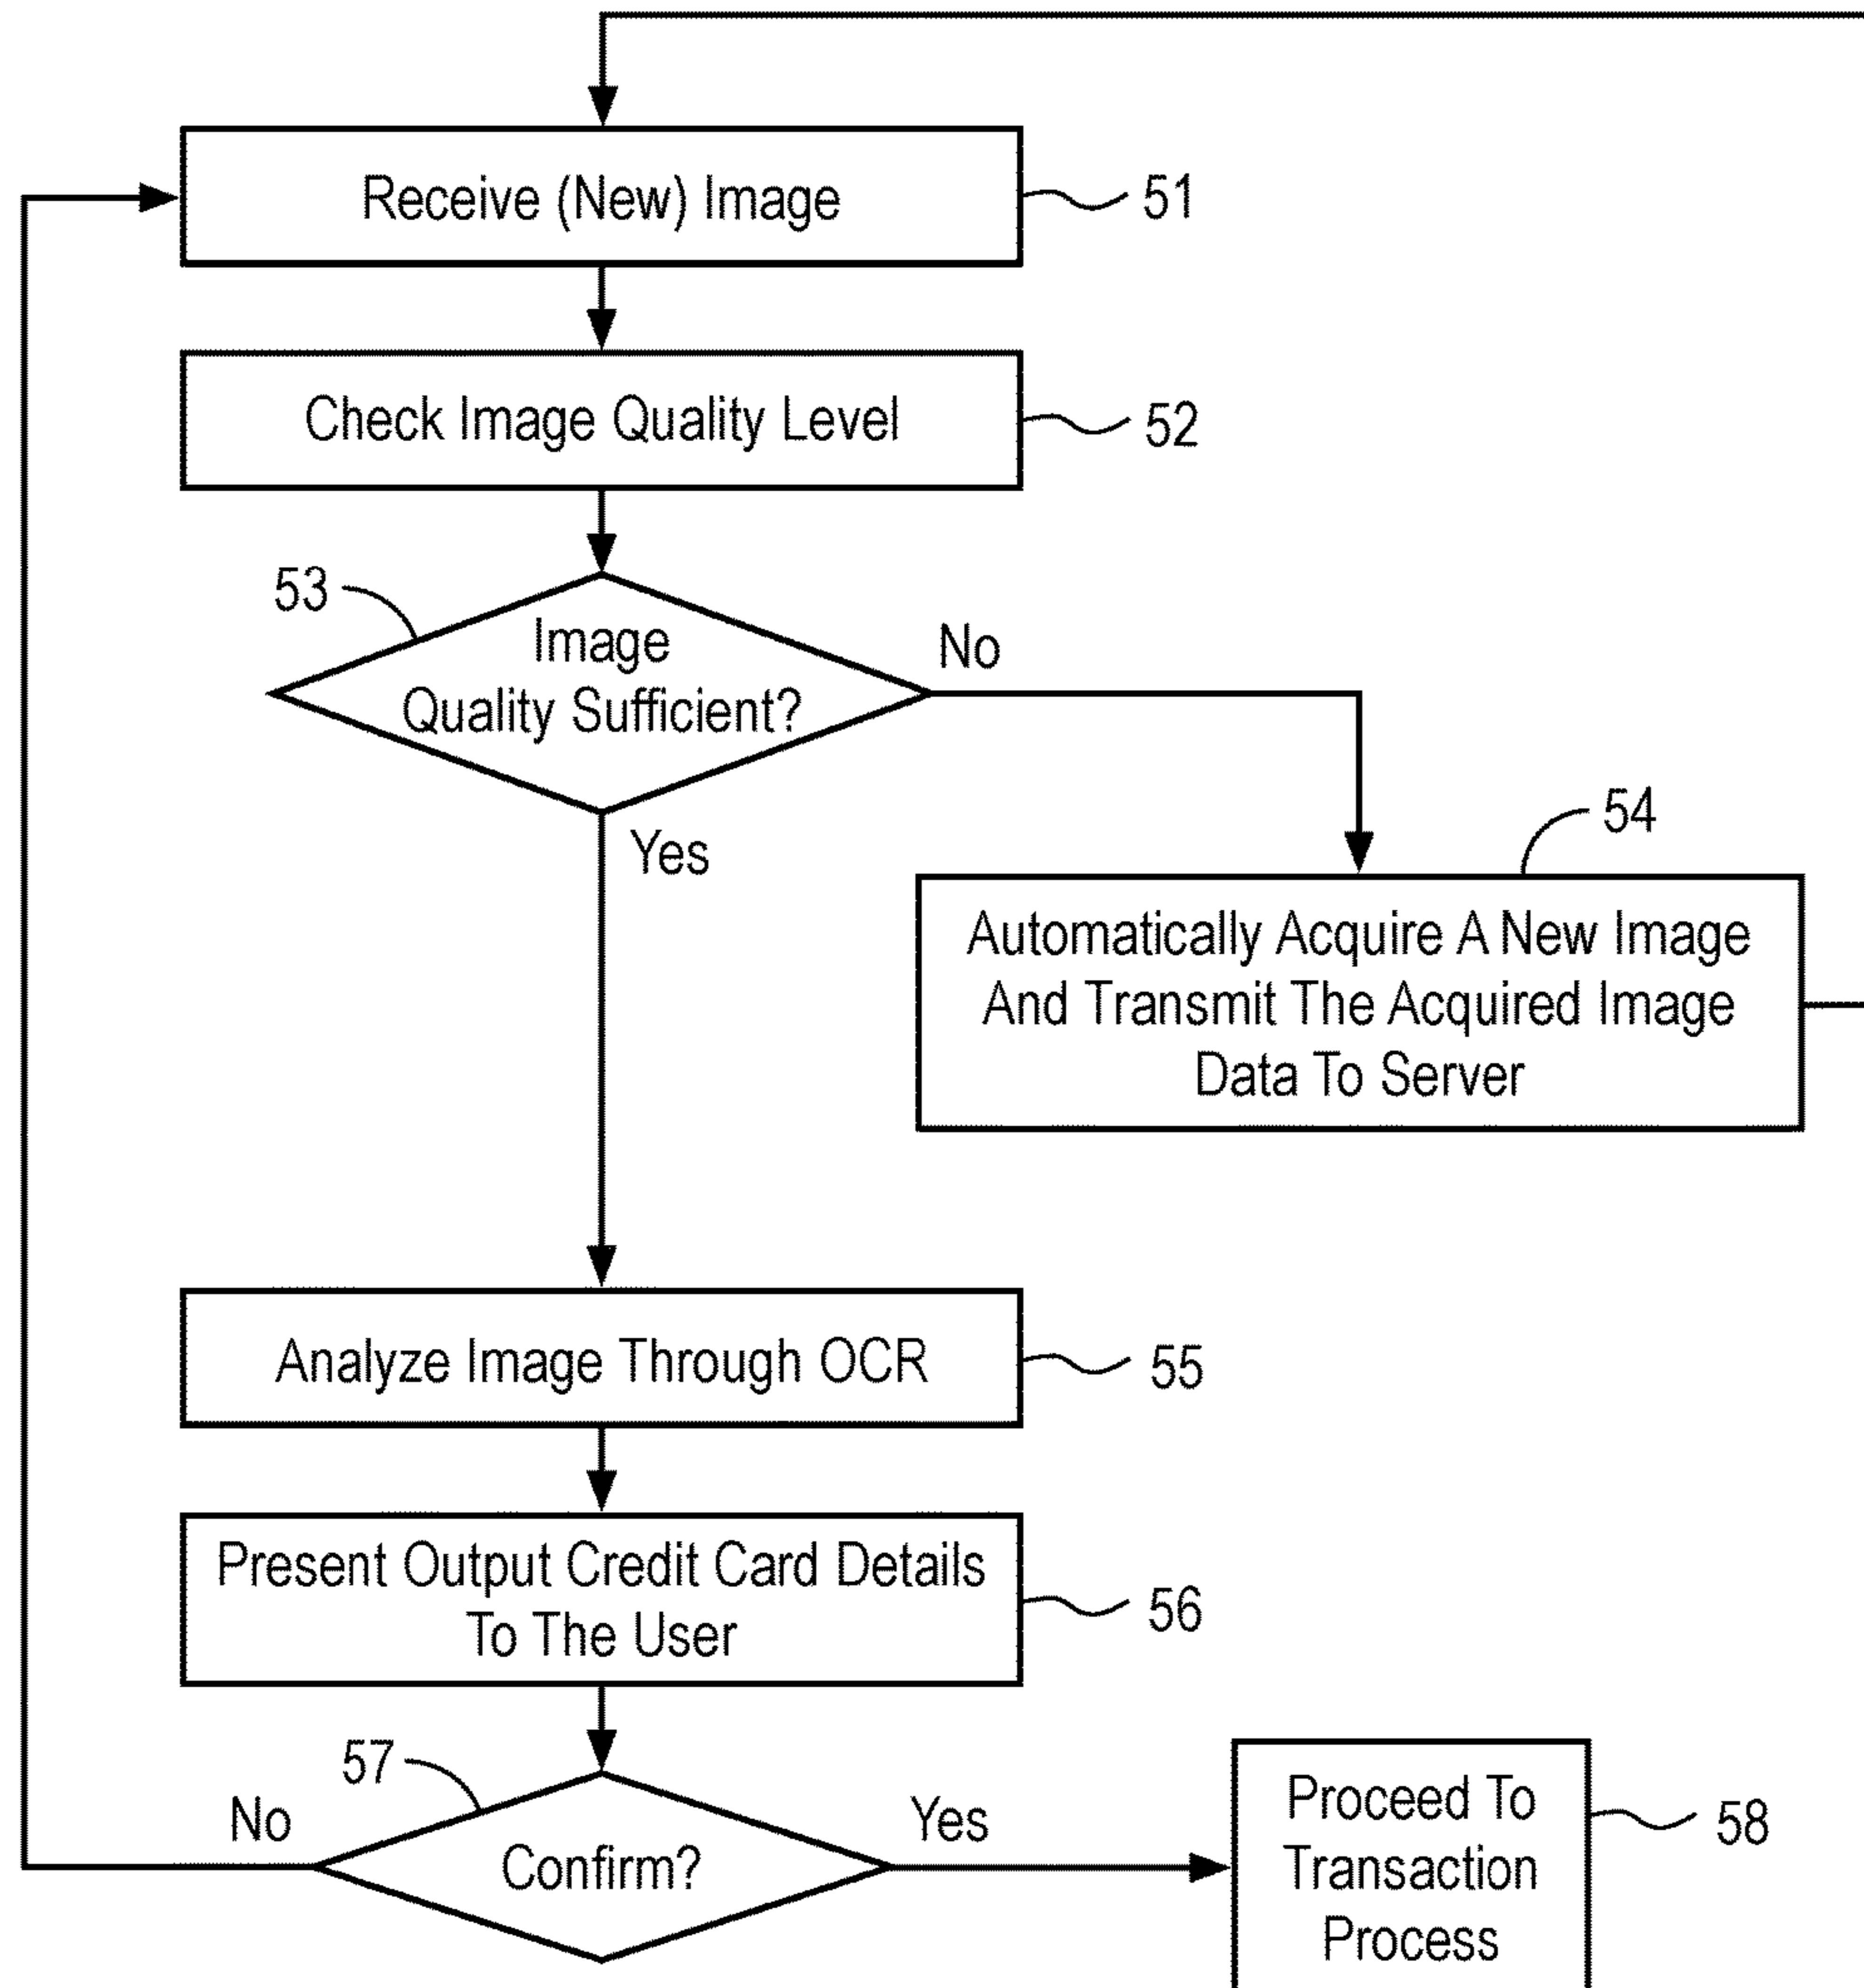 Receive (New) Image
51
Check Image Quality Level
52
53
Image
Quality Sufficient?
No
Yes
54
Automatically Acquire A New Image
And Transmit The Acquired Image
Data To Server
Analyze Image Through OCR
55
Present Output Credit Card Details
To The User
56
57
No
Confirm?
Yes
Proceed To
Transaction
Process
58